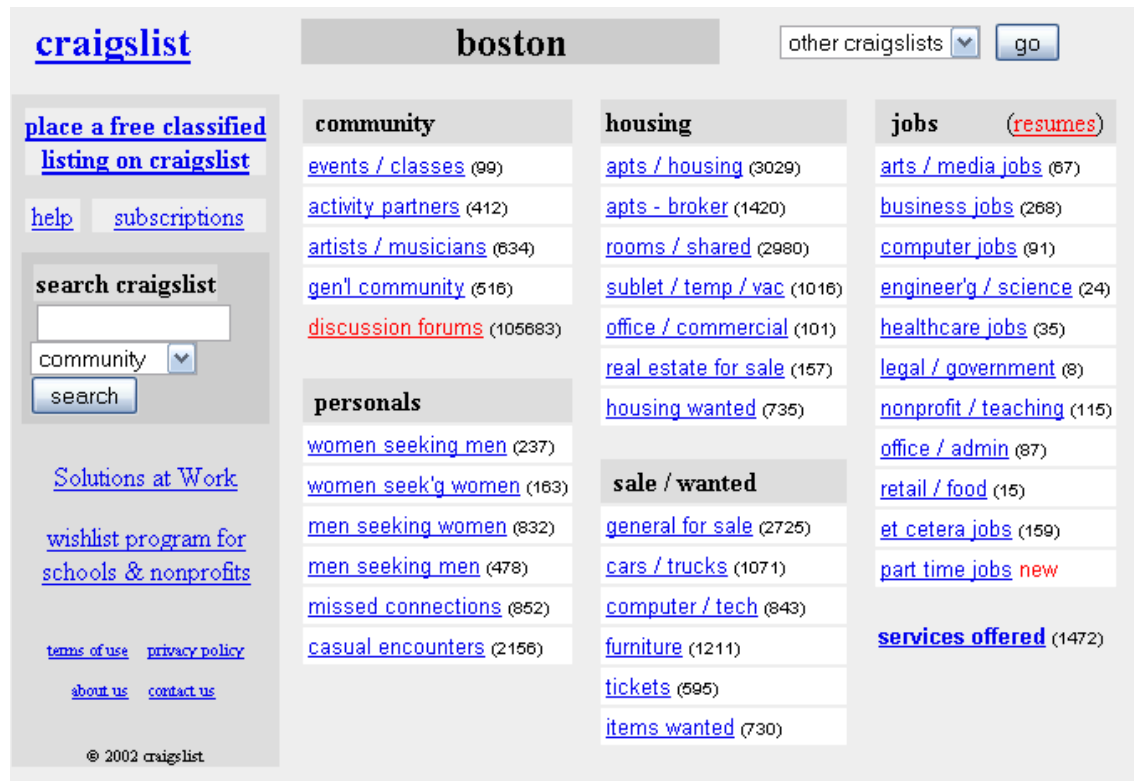 craigslist
boston
other craigslists
go
place a free classified
listing on craigslist
help
subscriptions
search craigslist
community
search
Solutions at Work
wishlist program for
schools & nonprofits
terms of use
privacy policy
about us
contact us
© 2002 craigslist
community
events / classes (99)
activity partners (412)
artists / musicians (634)
gen'l community (516)
discussion forums (105683)
personals
women seeking men (237)
women seek'g women (163)
men seeking women (832)
men seeking men (478)
missed connections (852)
casual encounters (2156)
housing
apts / housing (3029)
apts - broker (1420)
rooms / shared (2980)
sublet / temp / vac (1016)
office / commercial (101)
real estate for sale (157)
housing wanted (735)
sale / wanted
general for sale (2725)
cars / trucks (1071)
computer / tech (843)
furniture (1211)
tickets (595)
items wanted (730)
jobs (resumes)
arts / media jobs (67)
business jobs (268)
computer jobs (91)
engineer'g / science (24)
healthcare jobs (35)
legal / government (8)
nonprofit / teaching (115)
office / admin (87)
retail / food (15)
et cetera jobs (159)
part time jobs new
services offered (1472)